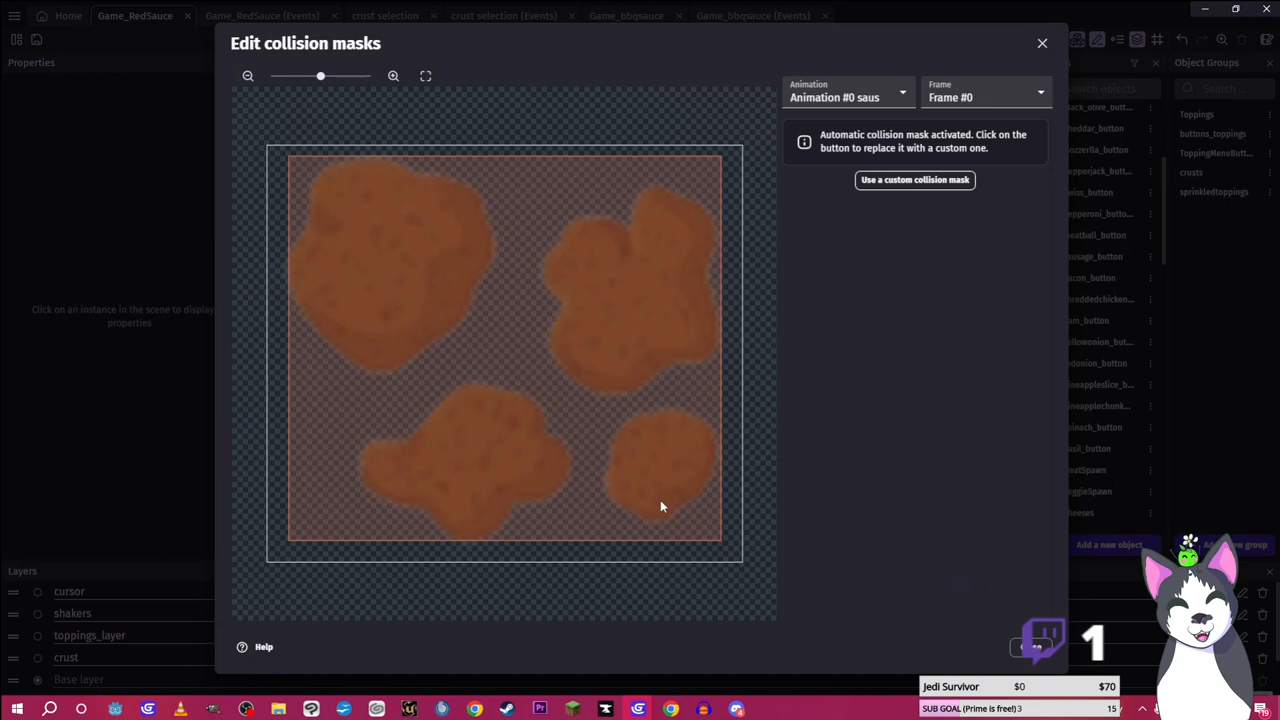 Home
Game_RedSauce
Game_RedSauce (Events)
crust selection
crust selection (Events)
Game_bbqsauce
Game_bbqsauce (Events)
Properties
Edit collision masks
Object Groups
Animation
Animation #0 saus
Frame
Frame #0
Search ...
Automatic collision mask activated. Click on the
button to replace it with a custom one.
Use a custom collision mask
Toppings
buttons_toppings
ToppingMenuButt...
crusts
sprinkledtoppings
Click on an instance in the scene to display
properties
Layers
cursor
shakers
toppings_layer
crust
Base layer
Add a new object
Help
1
Jedi Survivor $0 $70
SUB GOAL (Prime is free!) 3 15
19